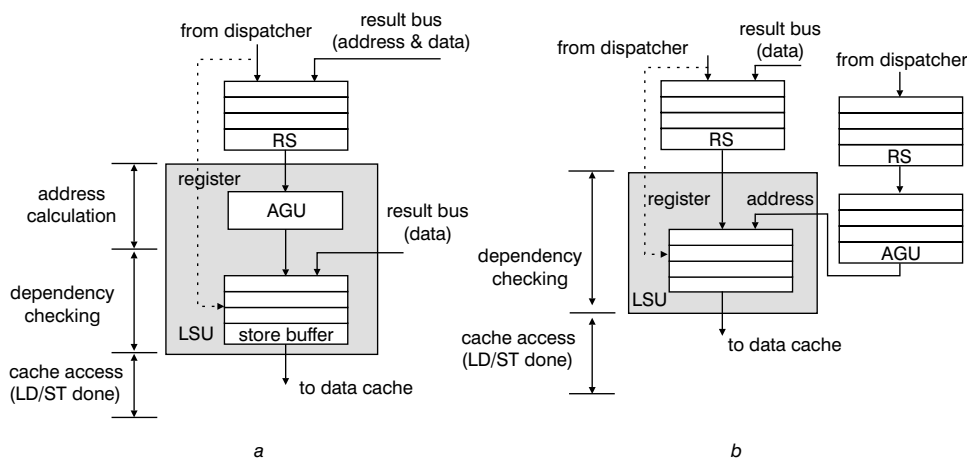 from dispatcher
result bus
(address & data)
RS
register
AGU
address
calculation
result bus
(data)
dependency
checking
LSU
store buffer
cache access
(LD/ST done)
to data cache
a
from dispatcher
result bus
(data)
from dispatcher
RS
RS
register
address
AGU
dependency
checking
LSU
cache access
(LD/ST done)
to data cache
b